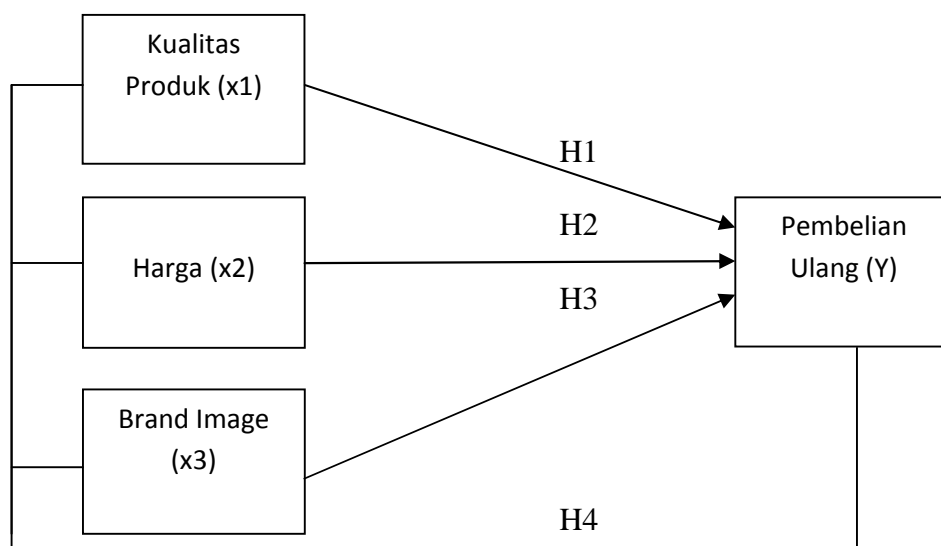 Kualitas
Produk (x1)
H1
H2
Pembelian
Ulang (Y)
Harga (x2)
H3
Brand Image
(x3)
H4